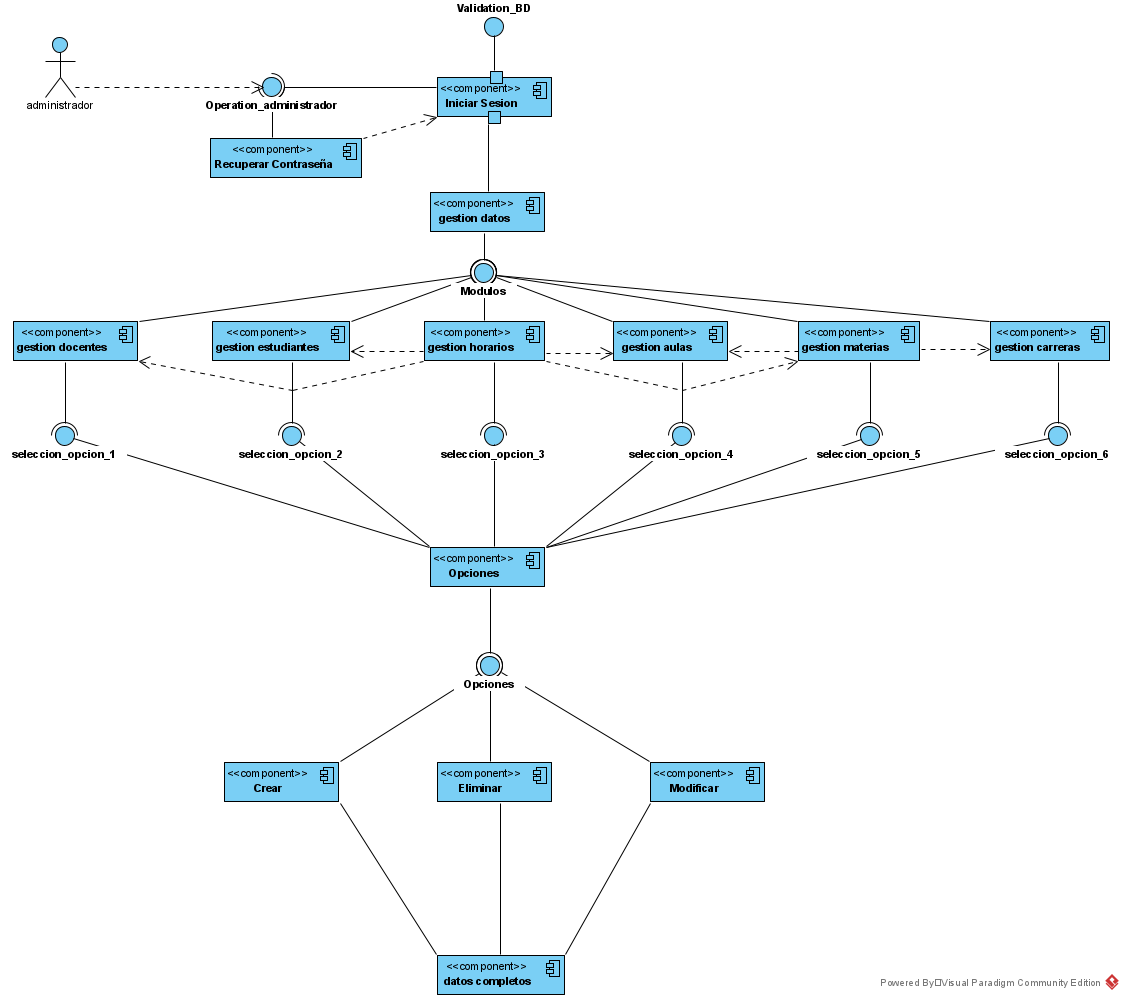 Validation_BD
administrador
Operation_administrador
<<component>>
Iniciar Sesion
<<component>>
Recuperar Contraseña
<<component>>
gestion datos
Modulos
<<component>>
gestion docentes
<<component>>
gestion estudiantes
<<component>>
gestion horarios
<<component>>
gestion aulas
<<component>>
gestion materias
<<component>>
gestion carreras
seleccion_opcion_1
seleccion_opcion_2
seleccion_opcion_3
seleccion_opcion_4
seleccion_opcion_5
seleccion_opcion_6
<<component>>
Opciones
Opciones
<<component>>
Crear
<<component>>
Eliminar
<<component>>
Modificar
<<component>>
datos completos
Powered By□Visual Paradigm Community Edition